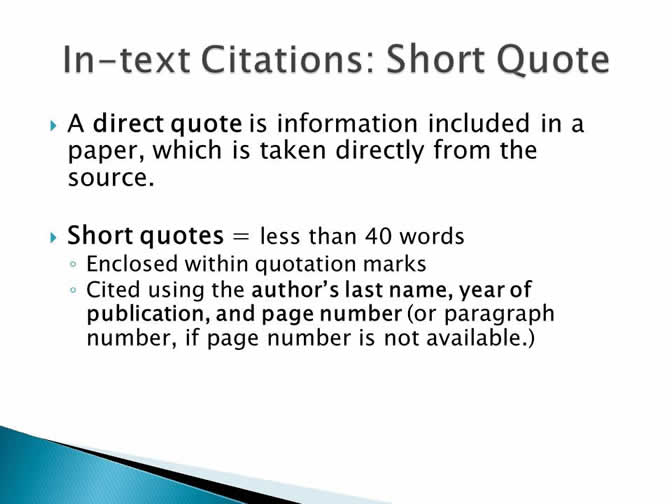 In-text Citations: Short Quote
A direct quote is information included in a
paper, which is taken directly from the
source.
Short quotes = less than 40 words
Enclosed within quotation marks
Cited using the author's last name, year of
publication, and page number (or paragraph
number, if page number is not available.)